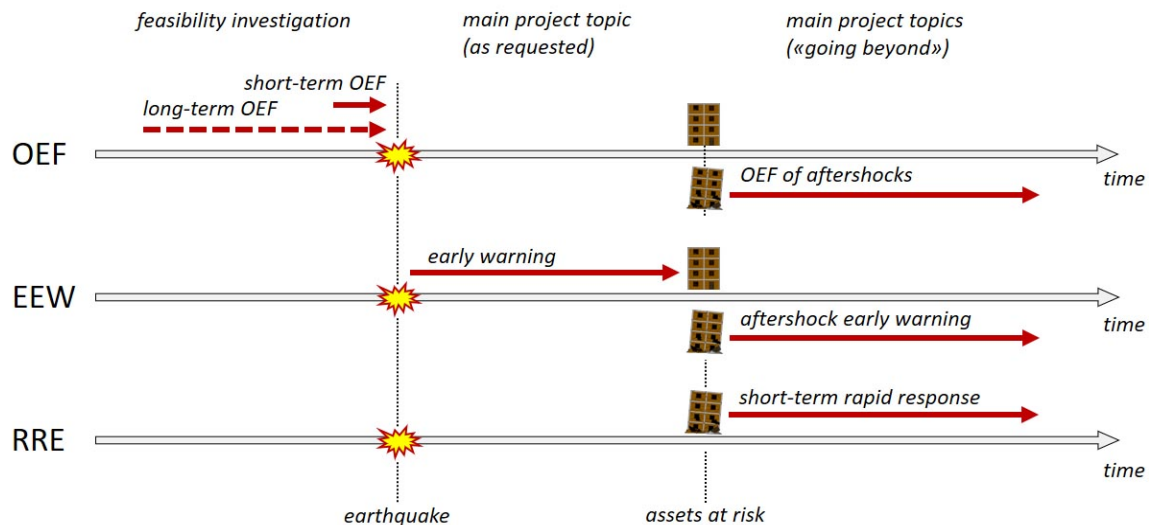 feasibility investigation
main project topic
(as requested)
main project topics
(«going beyond»)
short-term OEF
long-term OEF
OEF
time
OEF of aftershocks
early warning
EEW
time
aftershock early warning
short-term rapid response
RRE
time
earthquake
assets at risk